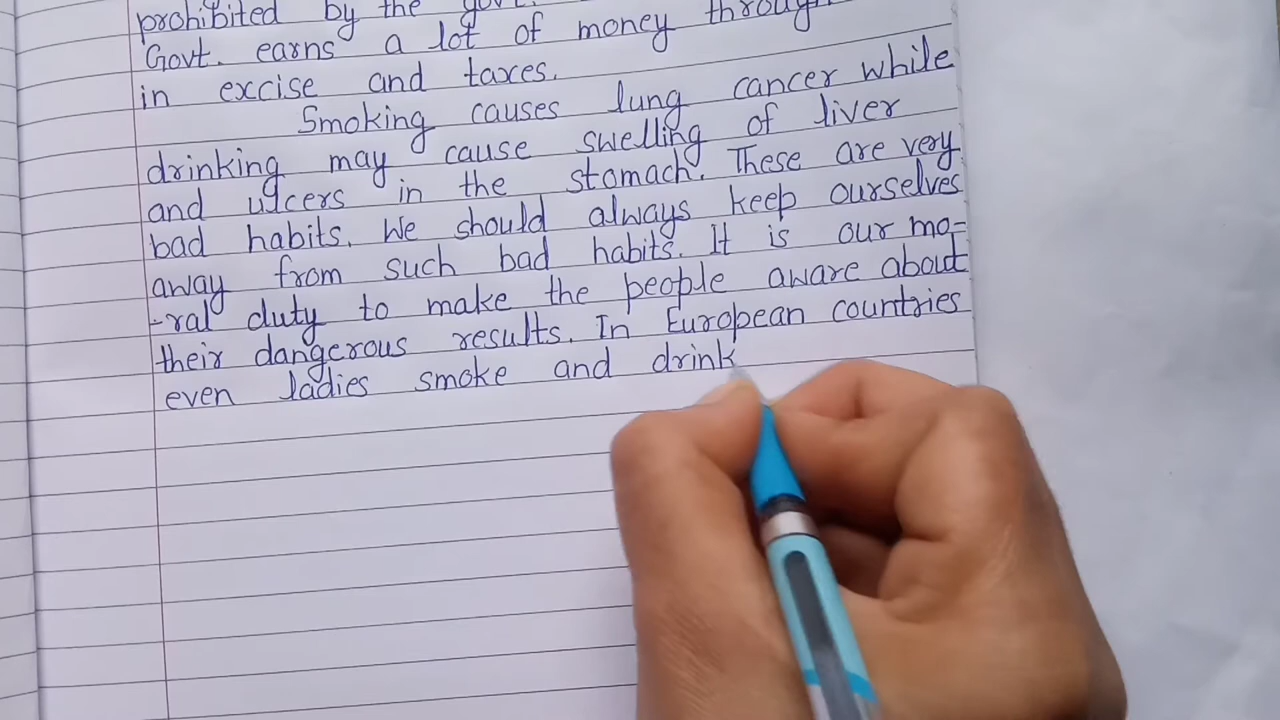 prohibited by the govt.
Govt. earns a lot of money through
in excise and taxes.
Smoking causes lung cancer while
drinking may cause swelling of liver
and ulcers in the stomach. These are very
bad habits. We should always keep ourselves
away from such bad habits. It is our mo-
-ral duty to make the people aware about
their dangerous results. In European countries
even ladies smoke and drink